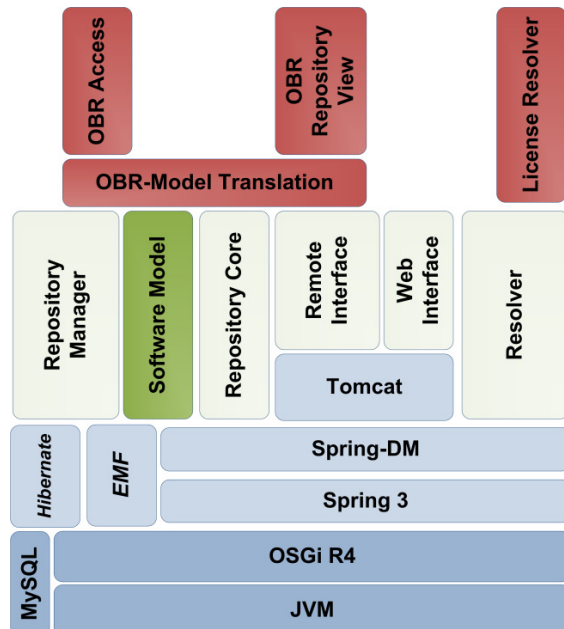 OBR Access
OBR
Repository
View
License Resolver
OBR-Model Translation
Repository
Manager
Software Model
Repository Core
Remote
Interface
Web
Interface
Resolver
Tomcat
Hibernate
EMF
Spring-DM
Spring 3
MySQL
OSGi R4
JVM